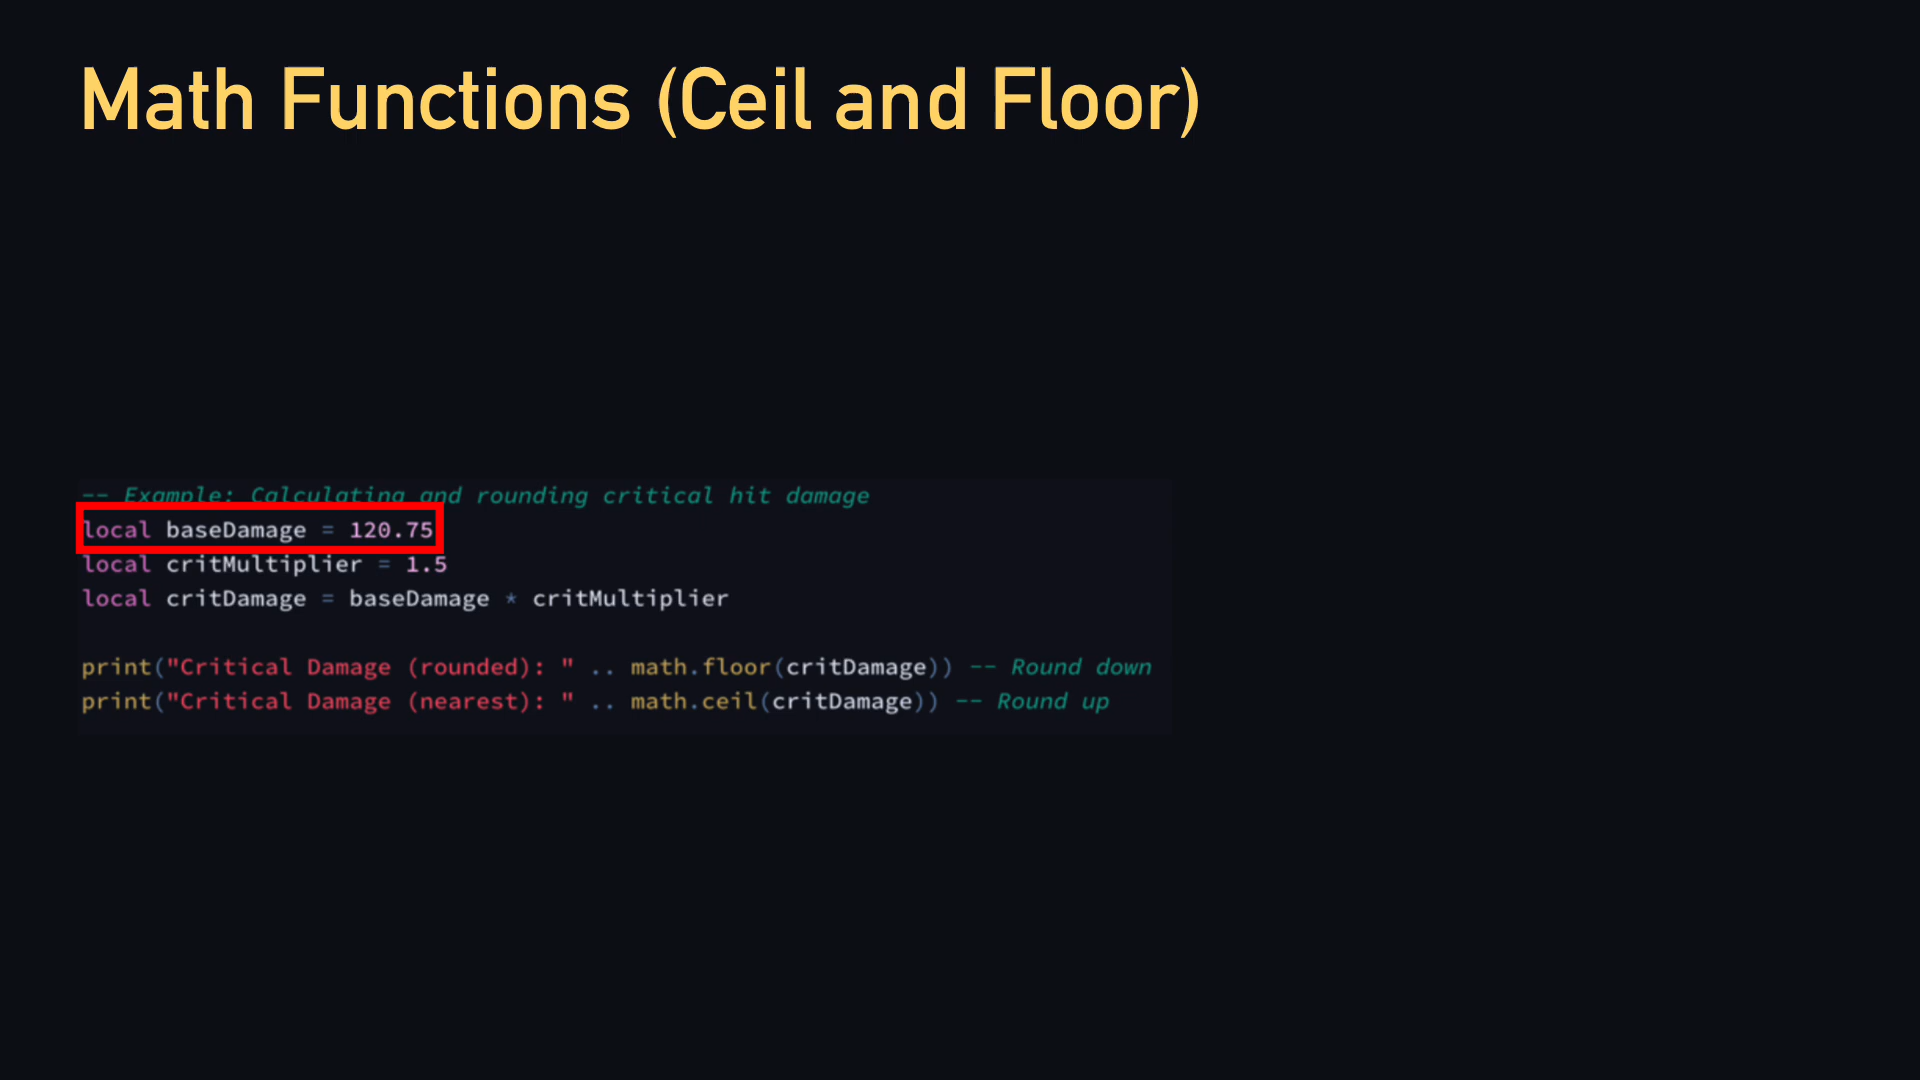 Math Functions (Ceil and Floor)
-- Example: Calculating and rounding critical hit damage
local baseDamage = 120.75
local critMultiplier = 1.5
local critDamage = baseDamage * critMultiplier
print("Critical Damage (rounded): " .. math.floor(critDamage)) -- Round down
print("Critical Damage (nearest): " .. math.ceil(critDamage)) -- Round up